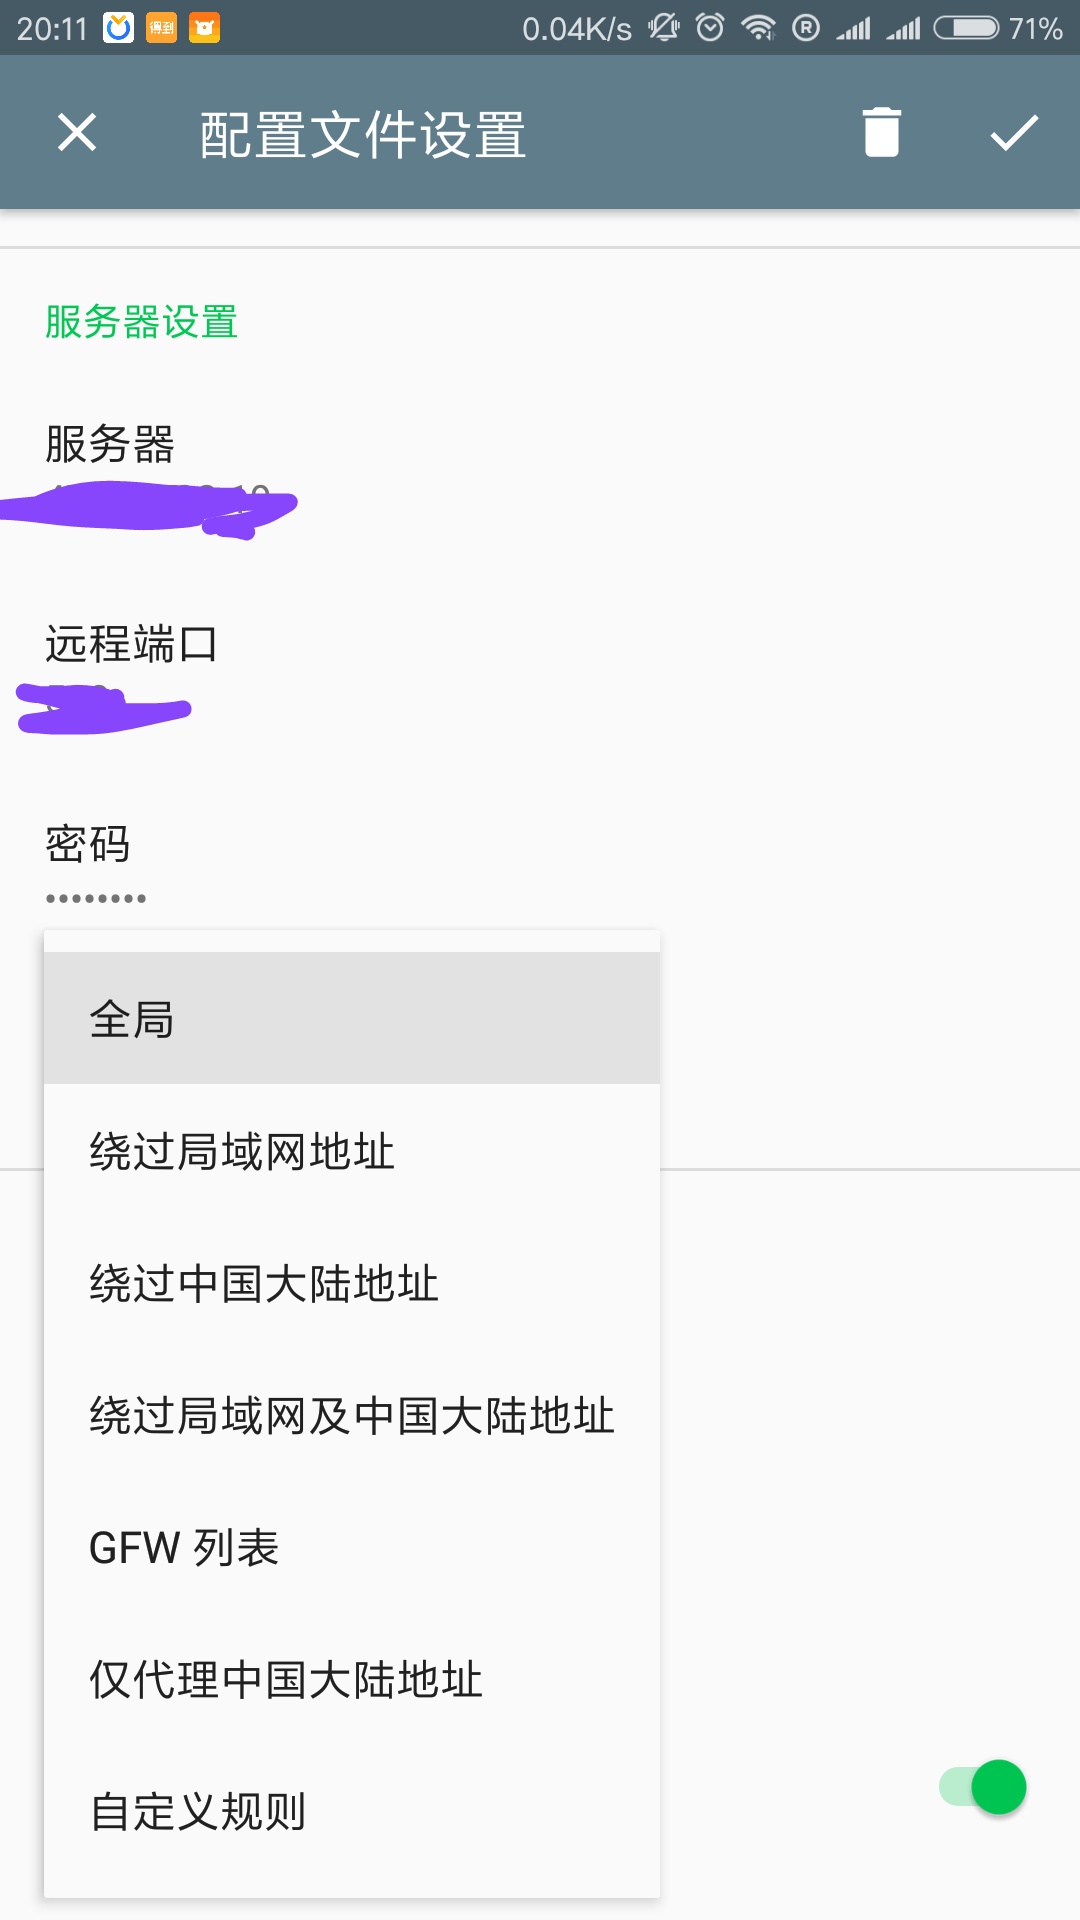 20:11 得到 0.04K/s R 71%
配置文件设置
服务器设置
服务器
远程端口
密码
••••••••
全局
绕过局域网地址
绕过中国大陆地址
绕过局域网及中国大陆地址
GFW 列表
仅代理中国大陆地址
自定义规则